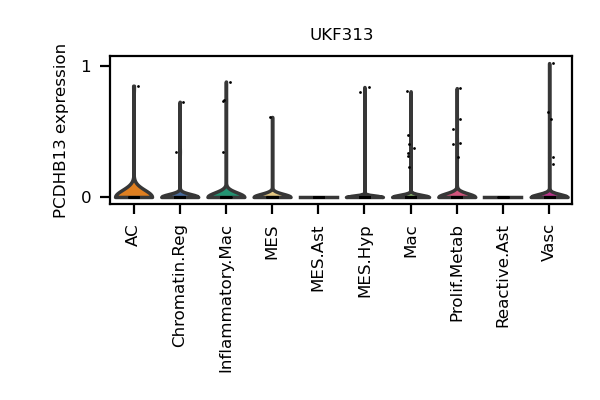 UKF313
PCDHB13 expression
1
0
AC
Chromatin.Reg
Inflammatory.Mac
MES
MES.Ast
MES.Hyp
Mac
Prolif.Metab
Reactive.Ast
Vasc